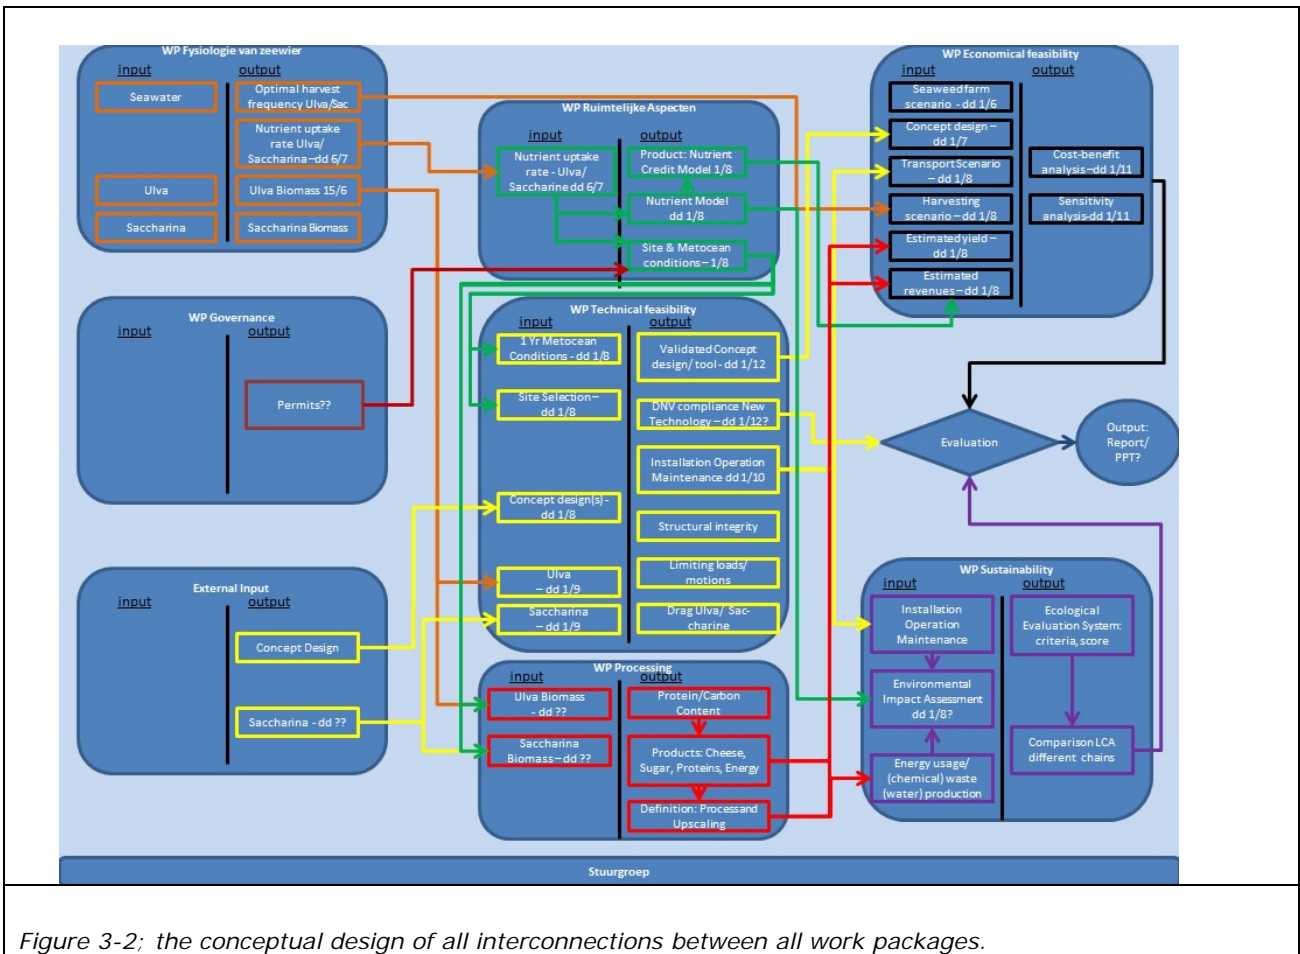 WP Fysiologie van zeewier
input
output
Seawater
Optimal harvest
frequency Ulva/Sac
Nutrient uptake
rate Ulva/
Saccharina –dd 6/7
Ulva
Ulva Biomass 15/6
Saccharina
Saccharina Biomass
WP Governance
input
output
Permits??
External Input
input
output
Concept Design
Saccharina - dd ??
WP Ruimtelijke Aspecten
input
output
Nutrient uptake
rate - Ulva/
Saccharine dd 6/7
Product: Nutrient
Credit Model 1/8
Nutrient Model
dd 1/8
Site & Metocean
conditions – 1/8
WP Technical feasibility
input
output
1 Yr Metocean
Conditions - dd 1/8
Site Selection –
dd 1/8
Concept design(s) -
dd 1/8
Ulva
– dd 1/9
Saccharina
– dd 1/9
Validated Concept
design/ tool - dd 1/12
DNV compliance New
Technology – dd 1/12?
Installation Operation
Maintenance dd 1/10
Structural integrity
Limiting loads/
motions
Drag Ulva/ Sac-
charine
WP Processing
input
output
Ulva Biomass
- dd ??
Saccharina
Biomass – dd ??
Protein/Carbon
Content
Products: Cheese,
Sugar, Proteins, Energy
Definition: Process and
Upscaling
WP Economical feasibility
input
output
Seaweed farm
scenario - dd 1/6
Concept design –
dd 1/7
Transport Scenario
– dd 1/8
Harvesting
scenario – dd 1/8
Estimated yield –
dd 1/8
Estimated
revenues – dd 1/8
Cost-benefit
analysis – dd 1/11
Sensitivity
analysis-dd 1/11
Evaluation
Output:
Report/
PPT?
WP Sustainability
input
output
Installation
Operation
Maintenance
Environmental
Impact Assessment
dd 1/8?
Energy usage/
(chemical) waste
(water) production
Ecological
Evaluation System:
criteria, score
Comparison LCA
different chains
Stuurgroep
Figure 3-2; the conceptual design of all interconnections between all work packages.